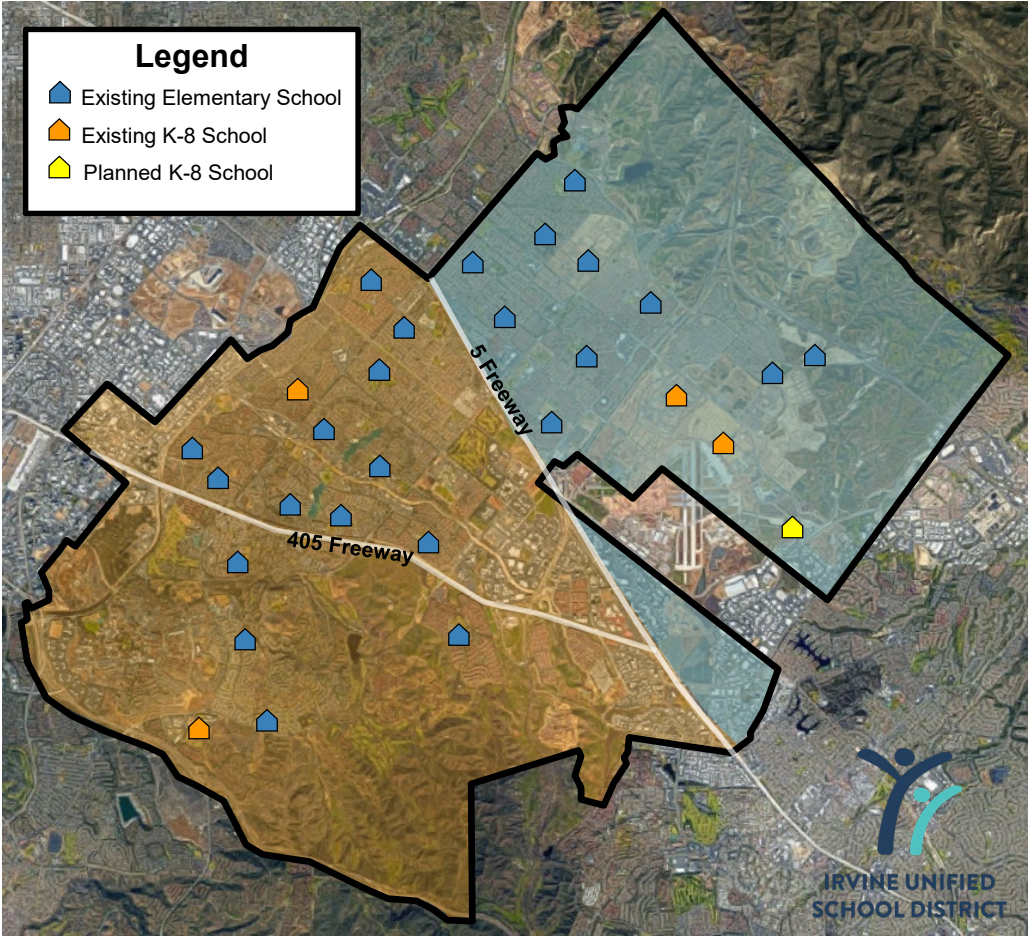 Legend
Existing Elementary School
Existing K-8 School
Planned K-8 School
5 Freeway
405 Freeway
IRVINE UNIFIED
SCHOOL DISTRICT